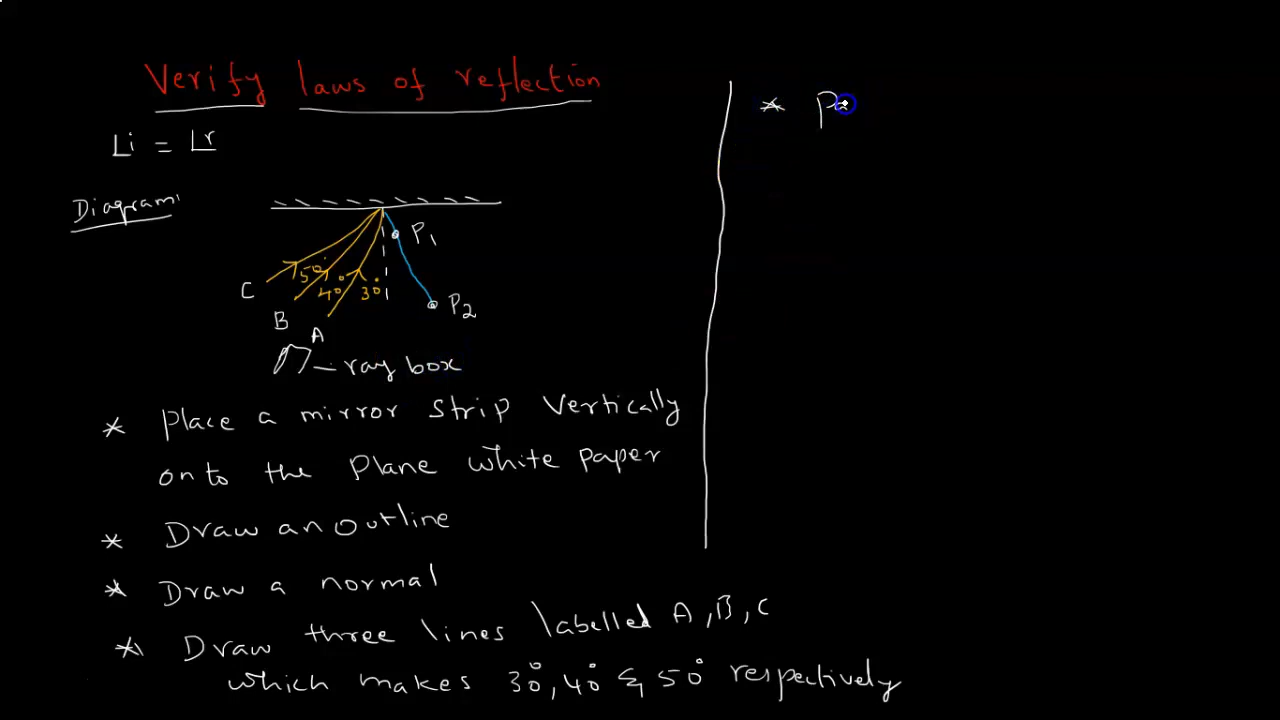 Verify laws of reflection
Li = Lr
Diagram:
P1
50°
40°
30°
C
B
A
P2
ray box
* Place a mirror strip vertically
onto the plane white paper
* Draw an outline
* Draw a normal
* Draw three lines labelled A, B, C
which makes 30°, 40° & 50° respectively
* P